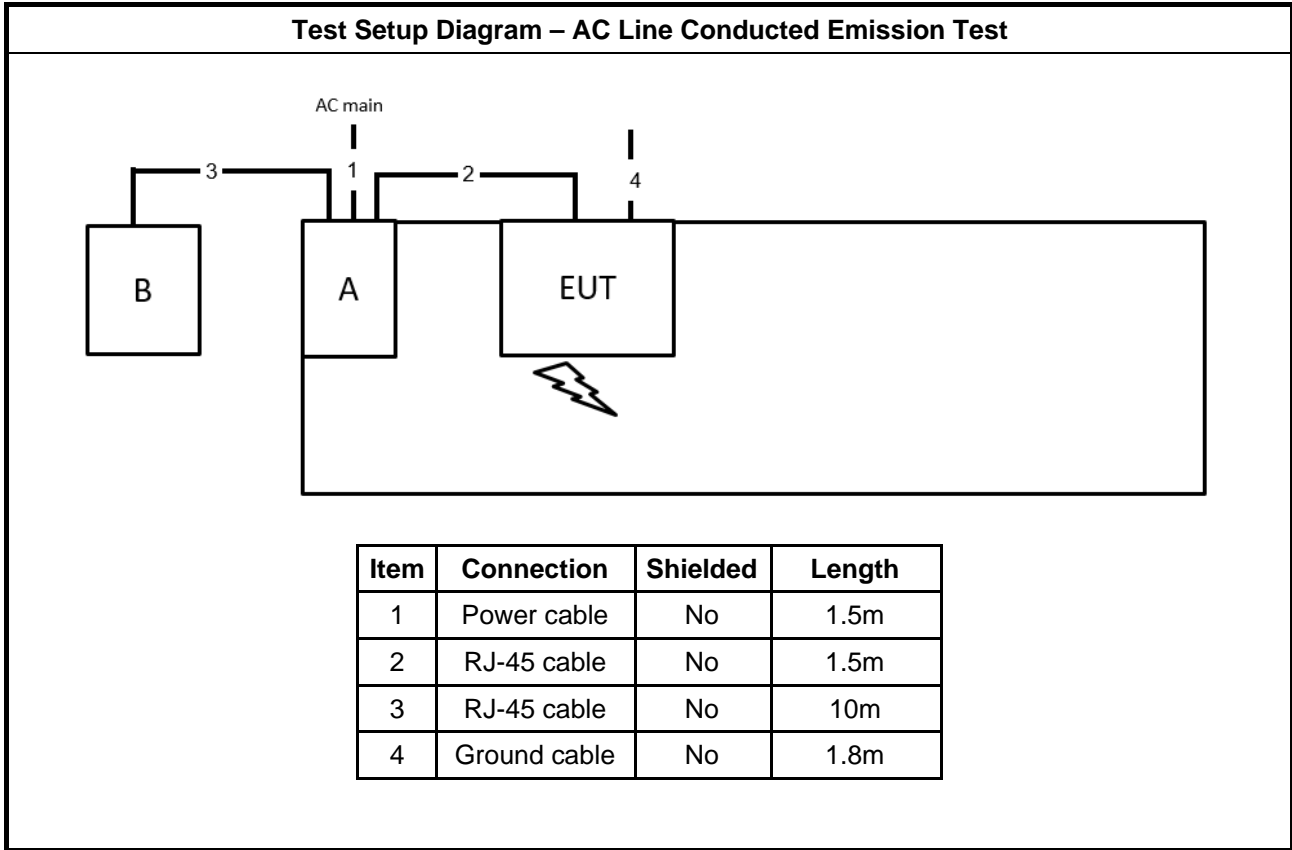 Test Setup Diagram – AC Line Conducted Emission Test
AC main
3
1
2
4
B
A
EUT
Item Connection Shielded Length
1 Power cable No 1.5m
2 RJ-45 cable No 1.5m
3 RJ-45 cable No 10m
4 Ground cable No 1.8m